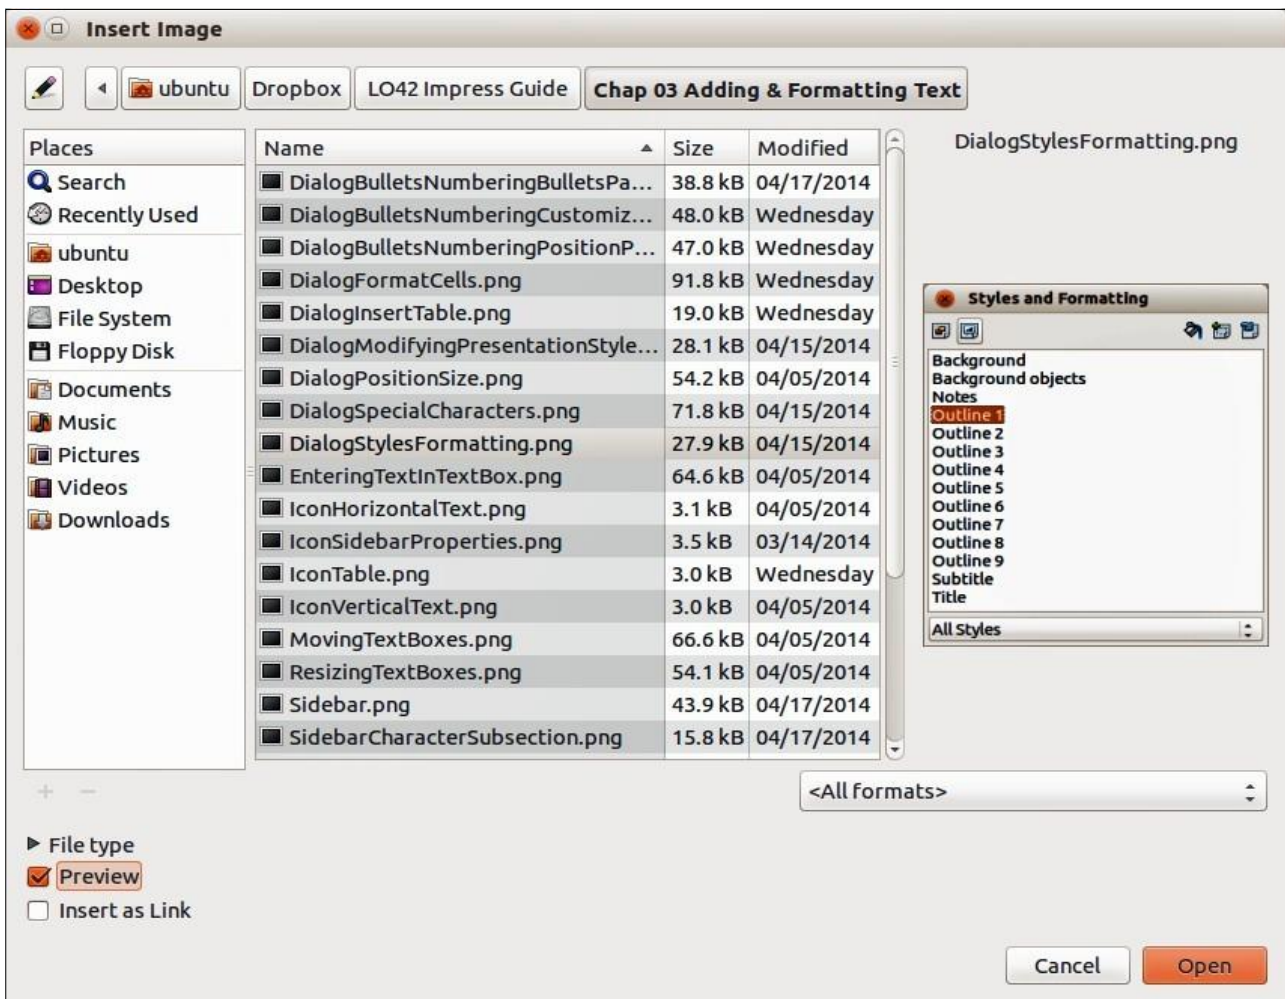 Insert Image
ubuntu Dropbox LO42 Impress Guide Chap 03 Adding & Formatting Text
Places
Search
Recently Used
ubuntu
Desktop
File System
Floppy Disk
Documents
Music
Pictures
Videos
Downloads
Name Size Modified
DialogBulletsNumberingBulletsPa... 38.8 kB 04/17/2014
DialogBulletsNumberingCustomiz... 48.0 kB Wednesday
DialogBulletsNumberingPositionP... 47.0 kB Wednesday
DialogFormatCells.png 91.8 kB Wednesday
DialogInsertTable.png 19.0 kB Wednesday
DialogModifyingPresentationStyle... 28.1 kB 04/15/2014
DialogPositionSize.png 54.2 kB 04/05/2014
DialogSpecialCharacters.png 71.8 kB 04/15/2014
DialogStylesFormatting.png 27.9 kB 04/15/2014
EnteringTextInTextBox.png 64.6 kB 04/05/2014
IconHorizontalText.png 3.1 kB 04/05/2014
IconSidebarProperties.png 3.5 kB 03/14/2014
IconTable.png 3.0 kB Wednesday
IconVerticalText.png 3.0 kB 04/05/2014
MovingTextBoxes.png 66.6 kB 04/05/2014
ResizingTextBoxes.png 54.1 kB 04/05/2014
Sidebar.png 43.9 kB 04/17/2014
SidebarCharacterSubsection.png 15.8 kB 04/17/2014
DialogStylesFormatting.png
Styles and Formatting
Background
Background objects
Notes
Outline 1
Outline 2
Outline 3
Outline 4
Outline 5
Outline 6
Outline 7
Outline 8
Outline 9
Subtitle
Title
All Styles
<All formats>
File type
Preview
Insert as Link
Cancel Open